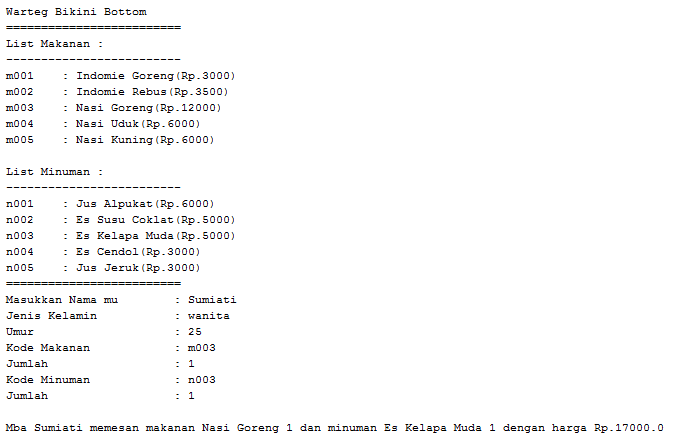 Warteg Bikini Bottom
=========================
List Makanan :
-------------------------
m001    : Indomie Goreng(Rp.3000)
m002    : Indomie Rebus(Rp.3500)
m003    : Nasi Goreng(Rp.12000)
m004    : Nasi Uduk(Rp.6000)
m005    : Nasi Kuning(Rp.6000)

List Minuman :
-------------------------
n001    : Jus Alpukat(Rp.6000)
n002    : Es Susu Coklat(Rp.5000)
n003    : Es Kelapa Muda(Rp.5000)
n004    : Es Cendol(Rp.3000)
n005    : Jus Jeruk(Rp.3000)
=========================
Masukkan Nama mu        : Sumiati
Jenis Kelamin           : wanita
Umur                    : 25
Kode Makanan            : m003
Jumlah                  : 1
Kode Minuman            : n003
Jumlah                  : 1

Mba Sumiati memesan makanan Nasi Goreng 1 dan minuman Es Kelapa Muda 1 dengan harga Rp.17000.0